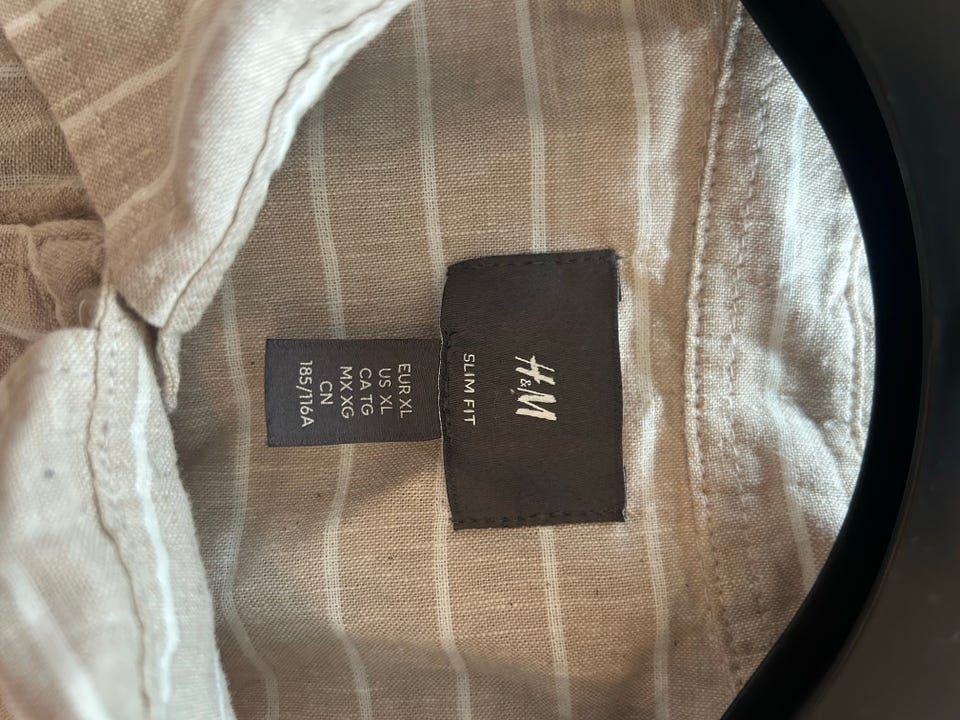 H&M
SLIM FIT
EUR XL
US XL
CA TG
MX XG
CN
185/116A